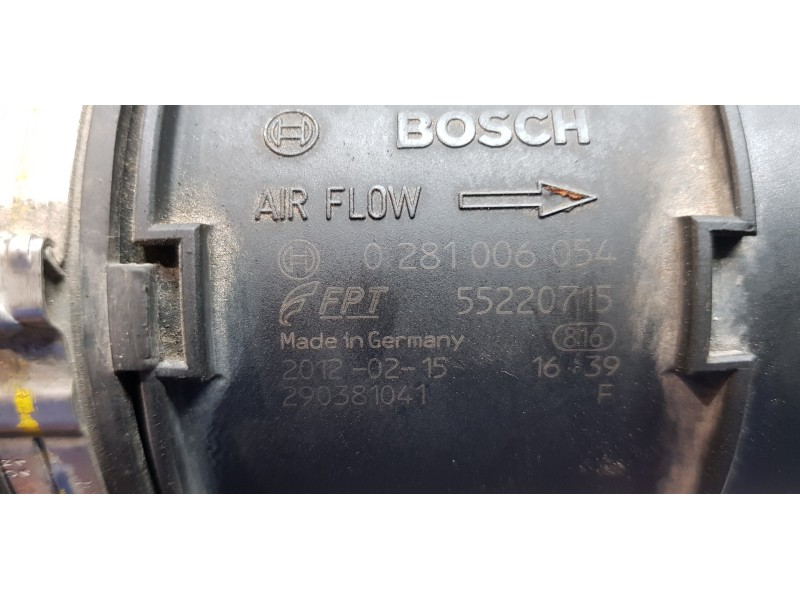 BOSCH
AIR FLOW
0 281 006 054
FPT 55220715
Made in Germany 816
2012-02-15 16:39
290381041 F